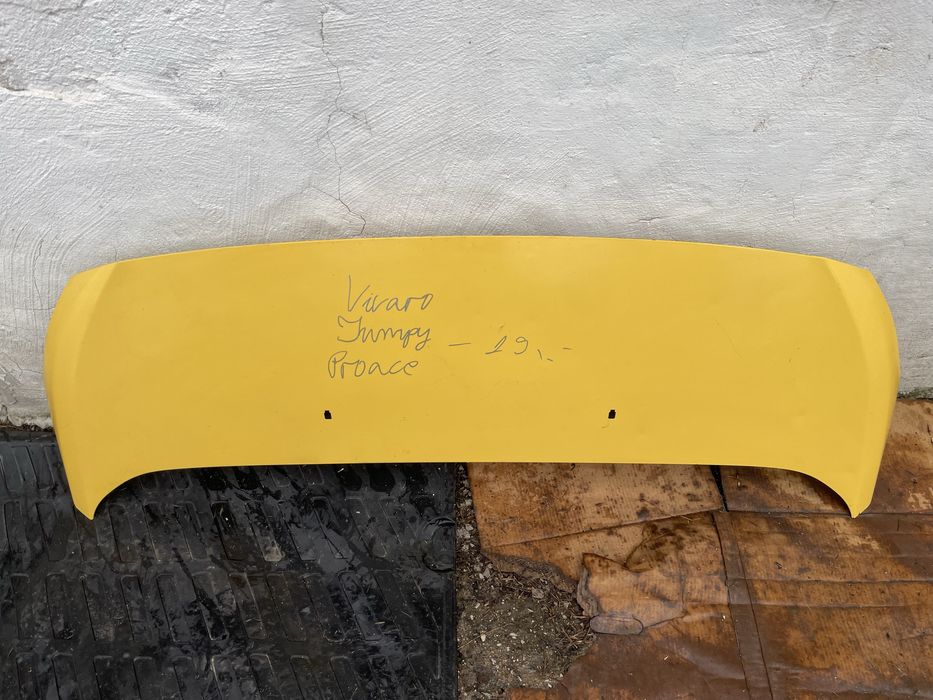 Vivaro
Jumpy - 19,.-
Proace